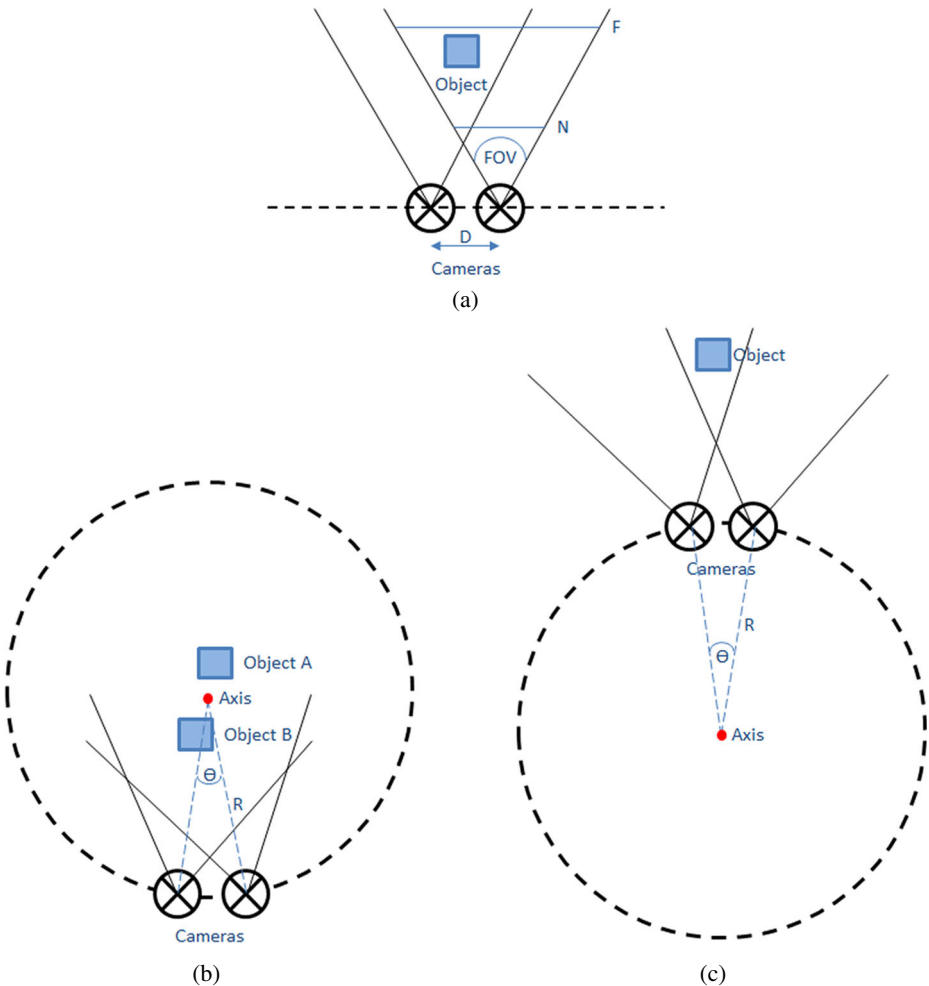 F
Object
N
FOV
D
Cameras
(a)
Object
Cameras
R
Ɵ
Axis
Object A
Axis
Object B
Ɵ
R
Cameras
(b)
(c)